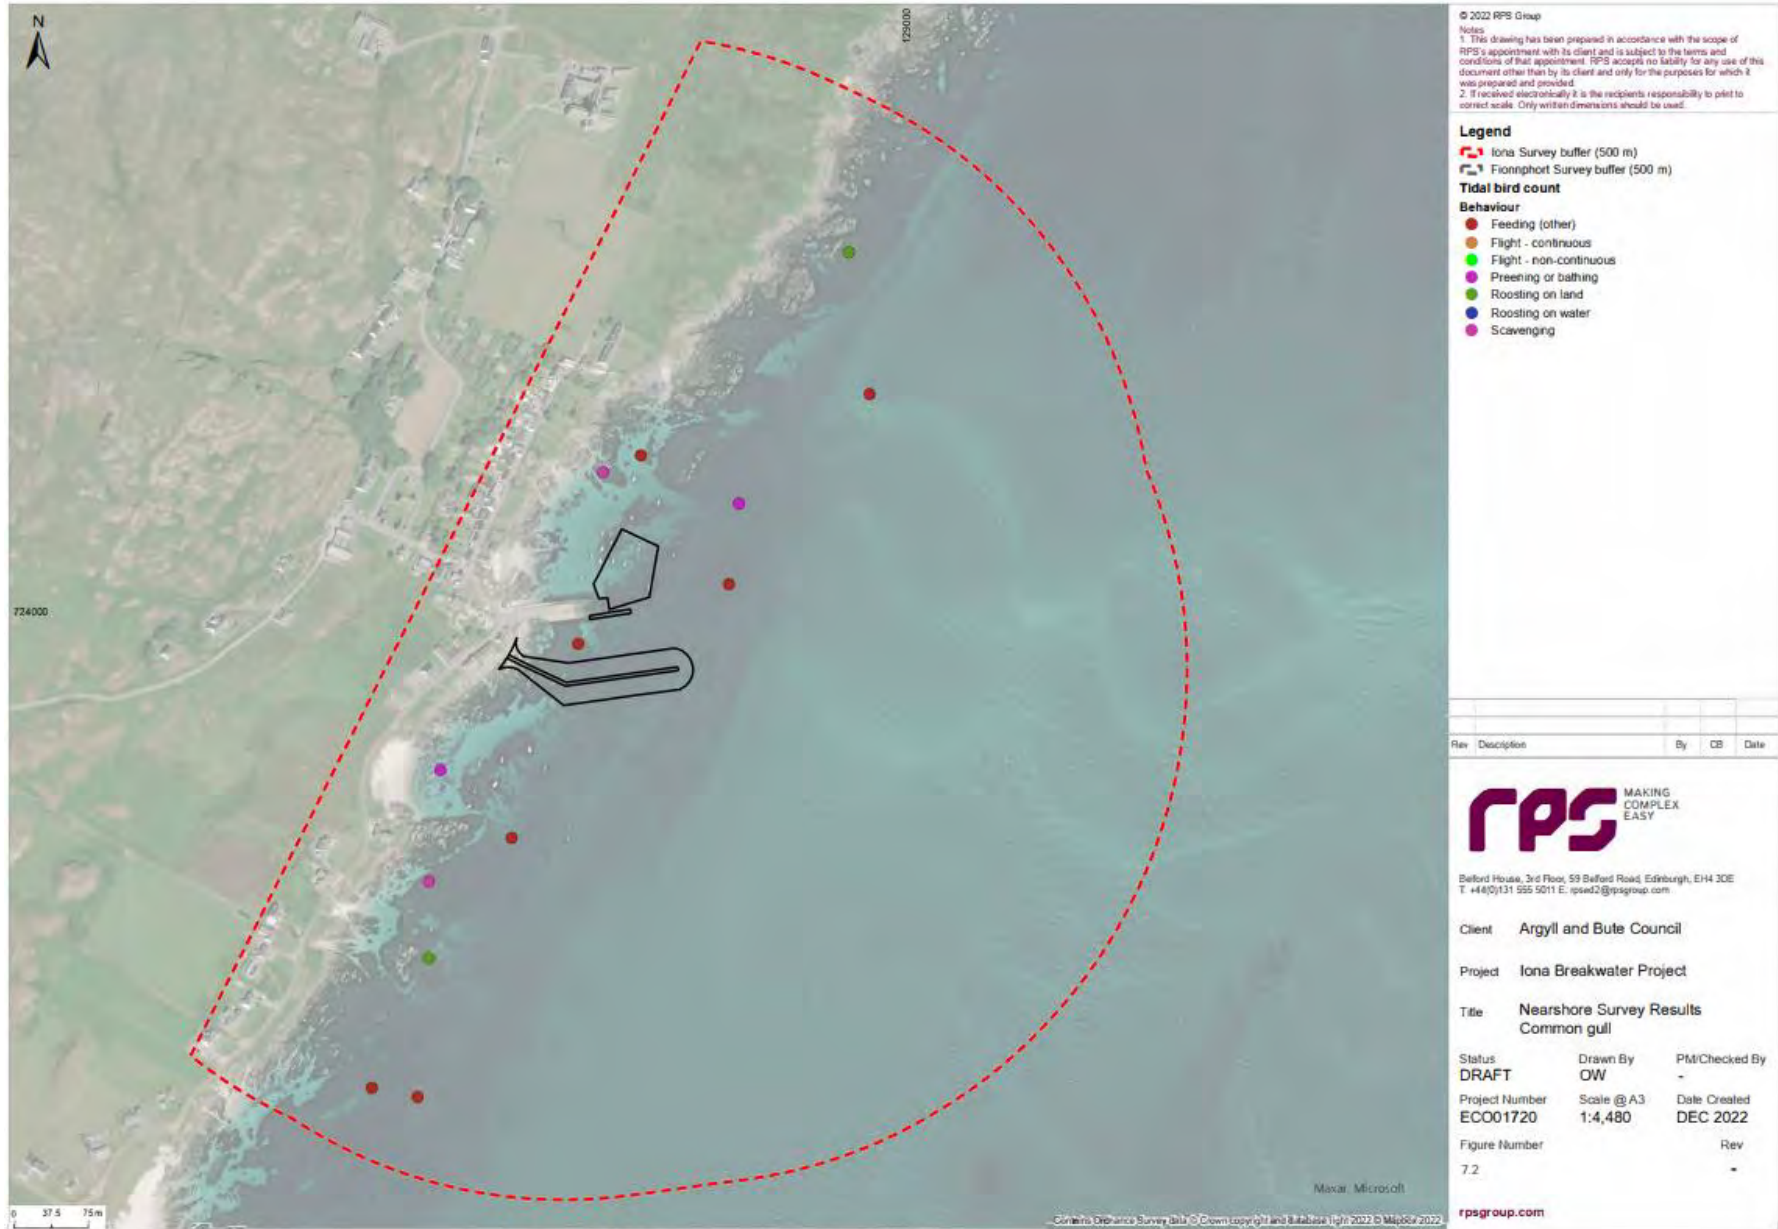 N
129000
724000
0 37.5 75m
Maxar, Microsoft
Contains Ordnance Survey data © Crown copyright and database right 2022 © Mapbox 2022
© 2022 RPS Group
Notes
1. This drawing has been prepared in accordance with the scope of
RPS's appointment with its client and is subject to the terms and
conditions of that appointment. RPS accepts no liability for any use of this
document other than by its client and only for the purposes for which it
was prepared and provided.
2. If received electronically it is the recipients responsibility to print to
correct scale. Only written dimensions should be used.
Legend
Iona Survey buffer (500 m)
Fionnphort Survey buffer (500 m)
Tidal bird count
Behaviour
Feeding (other)
Flight - continuous
Flight - non-continuous
Preening or bathing
Roosting on land
Roosting on water
Scavenging
Rev Description By CB Date
rps MAKING
COMPLEX
EASY
Belford House, 3rd Floor, 59 Belford Road, Edinburgh, EH4 3DE
T: +44(0)131 555 5011 E: rpsed2@rpsgroup.com
Client Argyll and Bute Council
Project Iona Breakwater Project
Title Nearshore Survey Results
Common gull
Status Drawn By PM/Checked By
DRAFT OW -
Project Number Scale @ A3 Date Created
ECO01720 1:4,480 DEC 2022
Figure Number Rev
7.2 -
rpsgroup.com